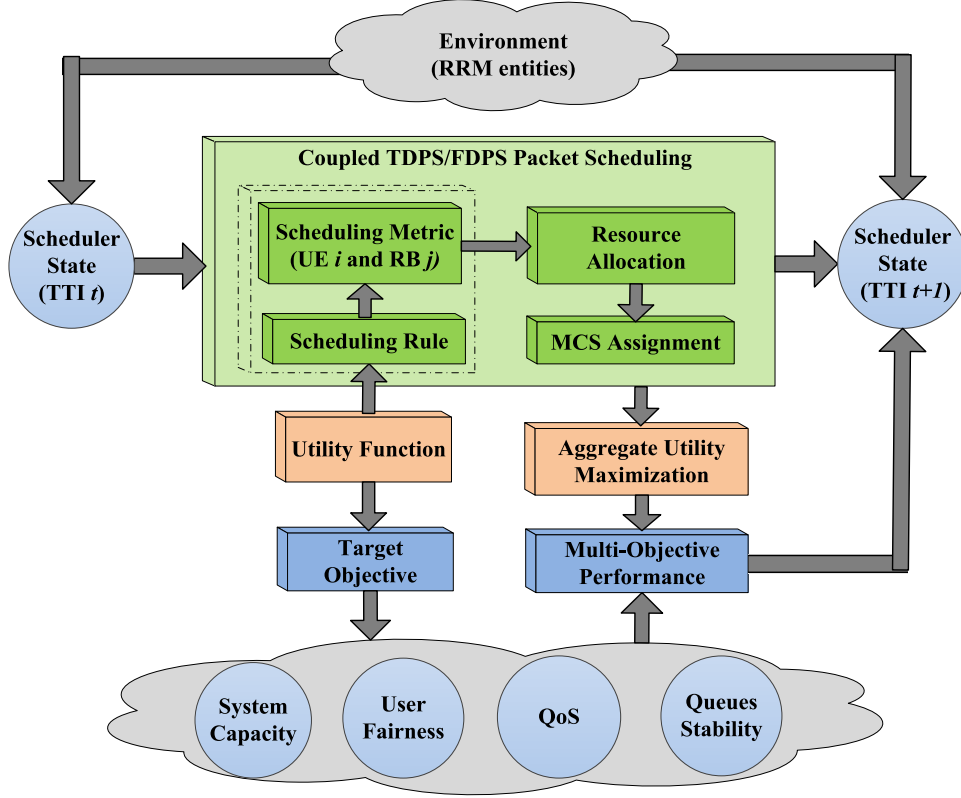 Environment
(RRM entities)
Coupled TDPS/FDPS Packet Scheduling
Scheduler
State
(TTI t)
Scheduling Metric
(UE i and RB j)
Resource
Allocation
Scheduler
State
(TTI t+1)
Scheduling Rule
MCS Assignment
Utility Function
Aggregate Utility
Maximization
Target
Objective
Multi-Objective
Performance
System
Capacity
User
Fairness
QoS
Queues
Stability